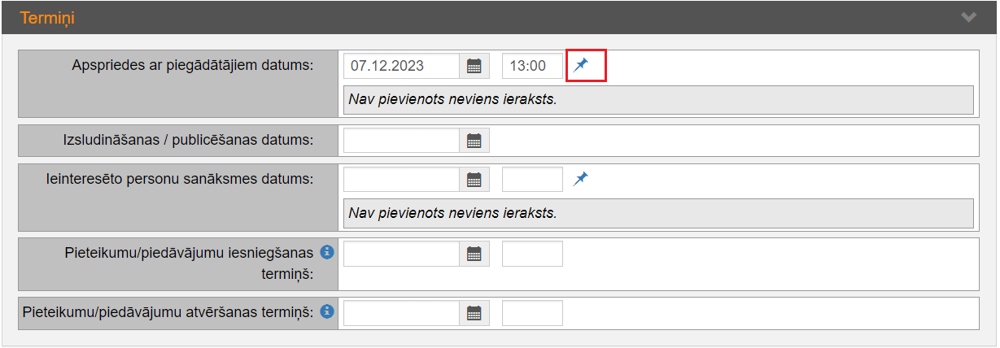 Termiņi
Apspriedes ar piegādātājiem datums: 07.12.2023 13:00
Nav pievienots neviens ieraksts.
Izsludināšanas / publicēšanas datums:
Ieinteresēto personu sanāksmes datums:
Nav pievienots neviens ieraksts.
Pieteikumu/piedāvājumu iesniegšanas
termiņš:
Pieteikumu/piedāvājumu atvēršanas termiņš: